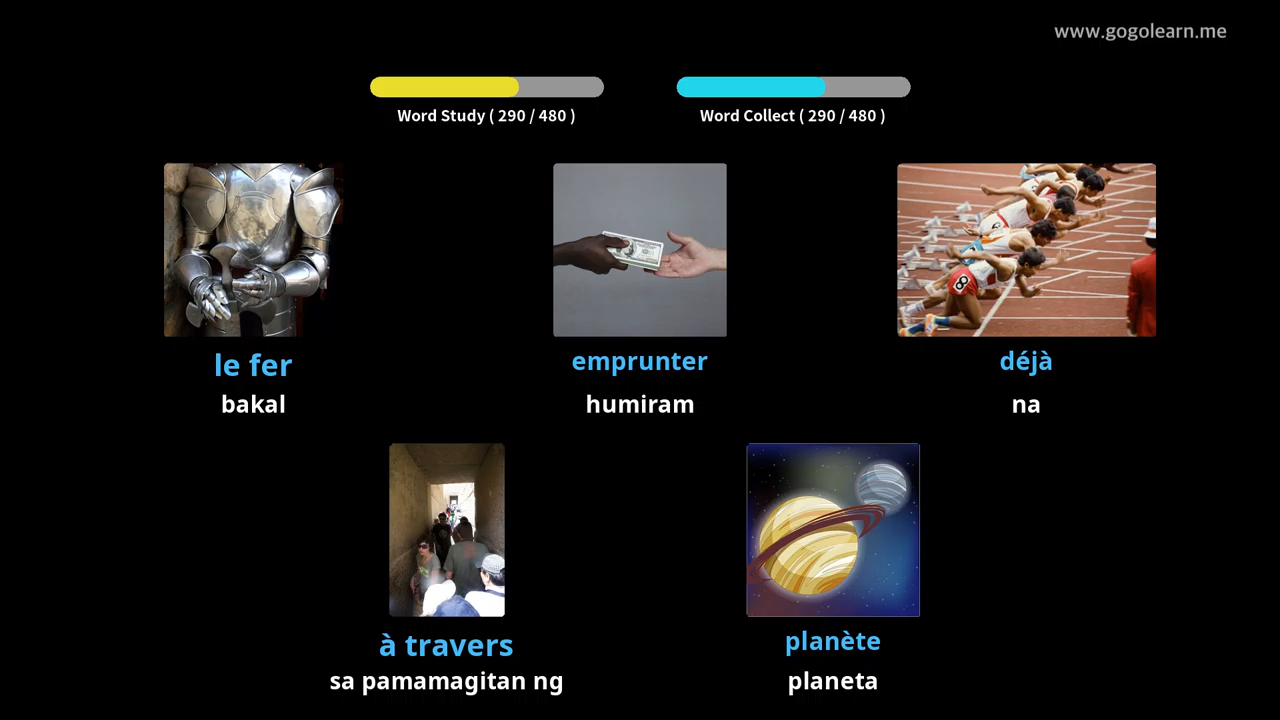 www.gogolearn.me
Word Study ( 290 / 480 )
Word Collect ( 290 / 480 )
le fer
bakal
emprunter
humiram
déjà
na
à travers
sa pamamagitan ng
planète
planeta